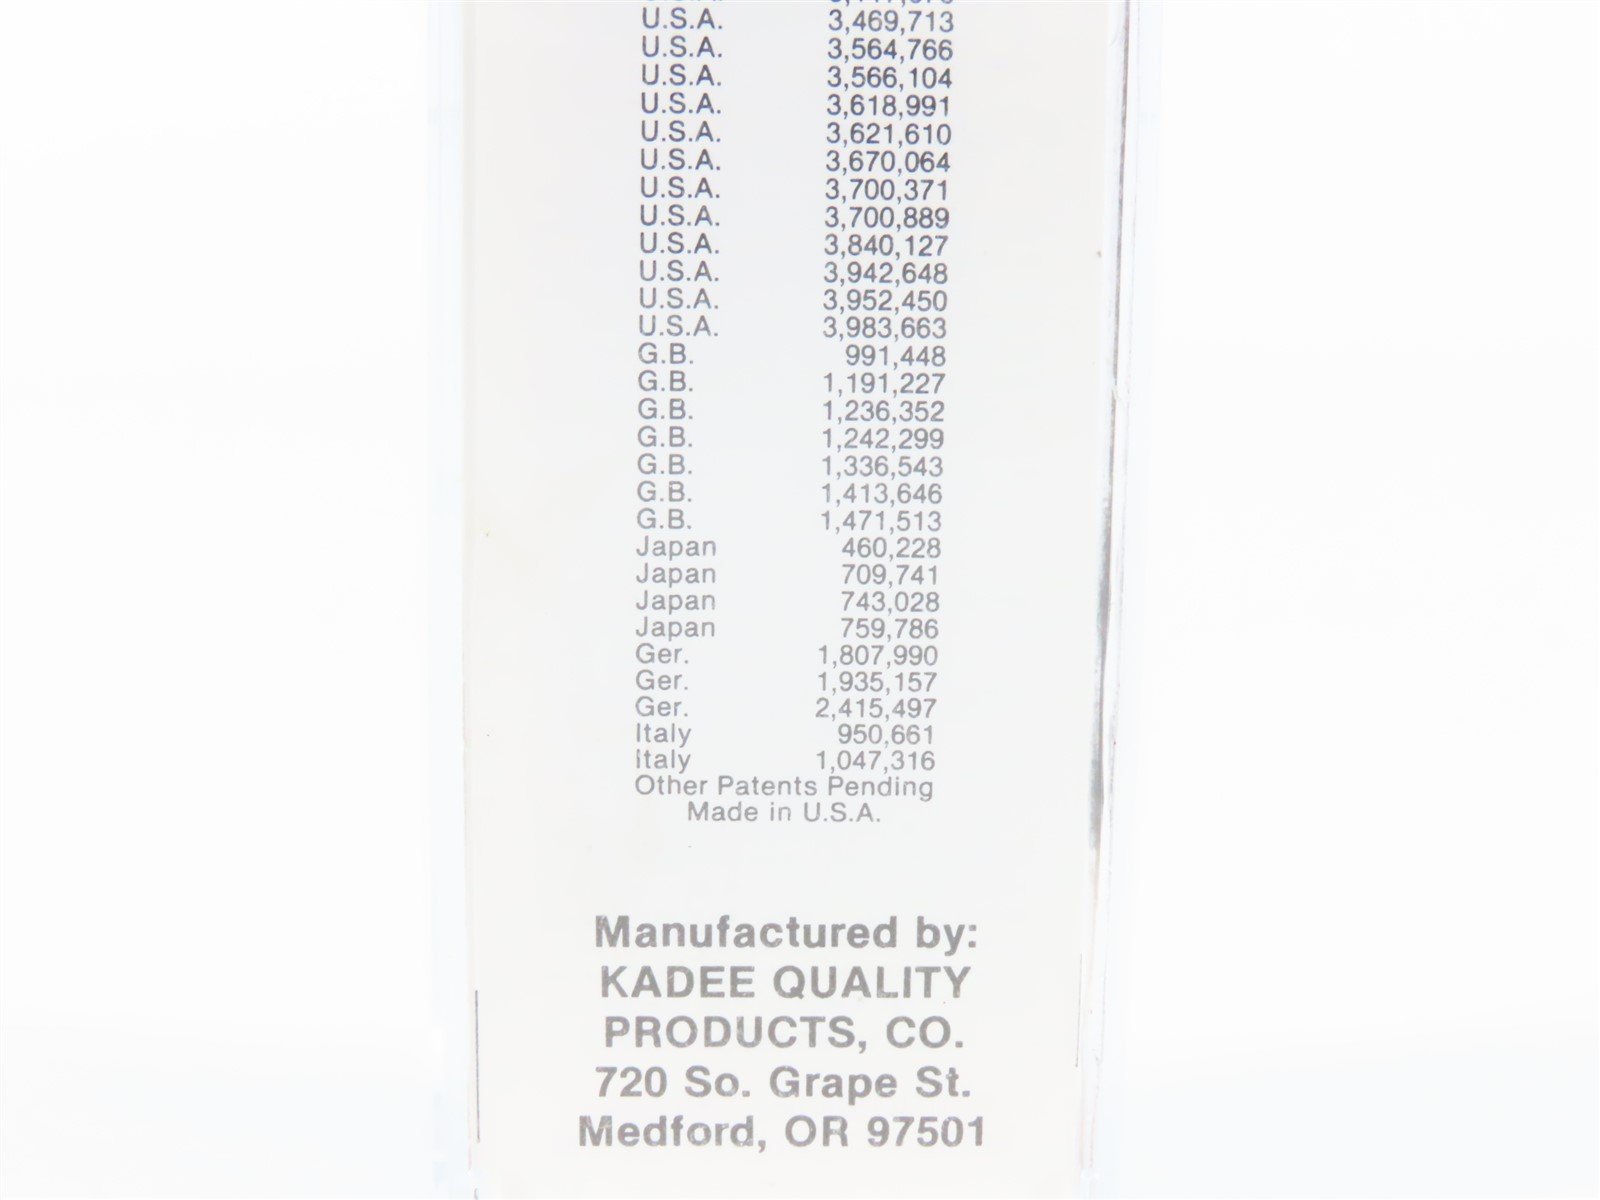 U.S.A. 3,469,713
U.S.A. 3,564,766
U.S.A. 3,566,104
U.S.A. 3,618,991
U.S.A. 3,621,610
U.S.A. 3,670,064
U.S.A. 3,700,371
U.S.A. 3,700,889
U.S.A. 3,840,127
U.S.A. 3,942,648
U.S.A. 3,952,450
U.S.A. 3,983,663
G.B. 991,448
G.B. 1,191,227
G.B. 1,236,352
G.B. 1,242,299
G.B. 1,336,543
G.B. 1,413,646
G.B. 1,471,513
Japan 460,228
Japan 709,741
Japan 743,028
Japan 759,786
Ger. 1,807,990
Ger. 1,935,157
Ger. 2,415,497
Italy 950,661
Italy 1,047,316
Other Patents Pending
Made in U.S.A.
Manufactured by:
KADEE QUALITY
PRODUCTS, CO.
720 So. Grape St.
Medford, OR 97501